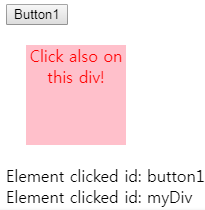 Button1
Click also on
this div!
Element clicked id: button1
Element clicked id: myDiv